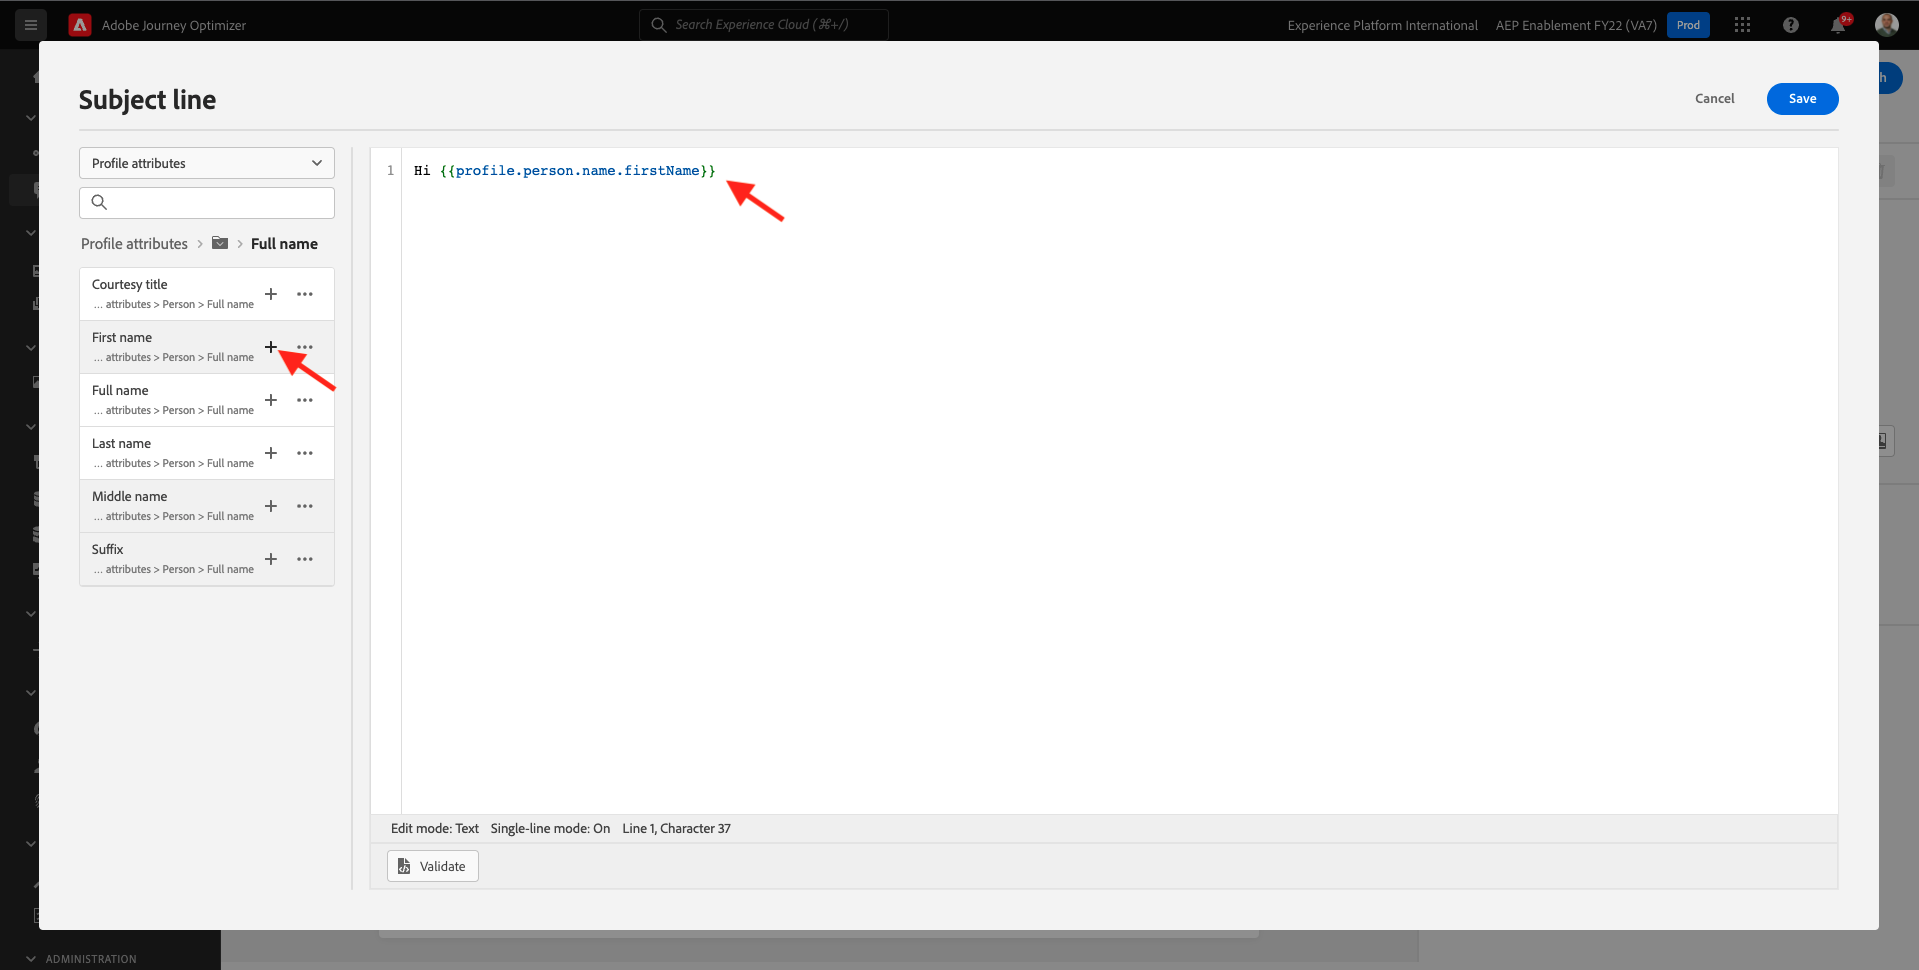 Adobe Journey Optimizer
Search Experience Cloud (⌘+/)
Experience Platform International
AEP Enablement FY22 (VA7)
Prod
9+
h
Subject line
Cancel
Save
Profile attributes
1
Hi {{profile.person.name.firstName}}
Profile attributes > Full name
Courtesy title
... attributes > Person > Full name
First name
... attributes > Person > Full name
Full name
... attributes > Person > Full name
Last name
... attributes > Person > Full name
Middle name
... attributes > Person > Full name
Suffix
... attributes > Person > Full name
Edit mode: Text Single-line mode: On Line 1, Character 37
Validate
ADMINISTRATION